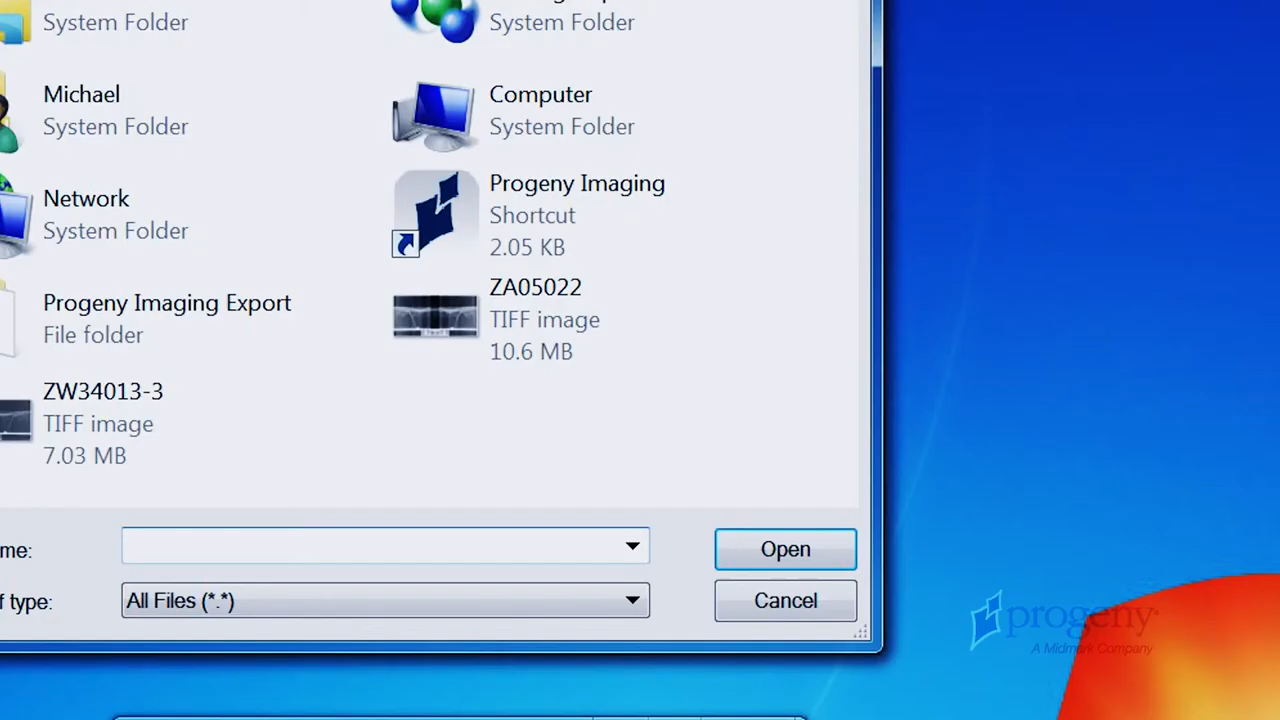 System Folder
System Folder
Michael
System Folder
Computer
System Folder
Network
System Folder
Progeny Imaging
Shortcut
2.05 KB
Progeny Imaging Export
File folder
ZA05022
TIFF image
10.6 MB
ZW34013-3
TIFF image
7.03 MB
me:
Open
f type:
All Files (*.*)
Cancel
progeny
A Midmark Company